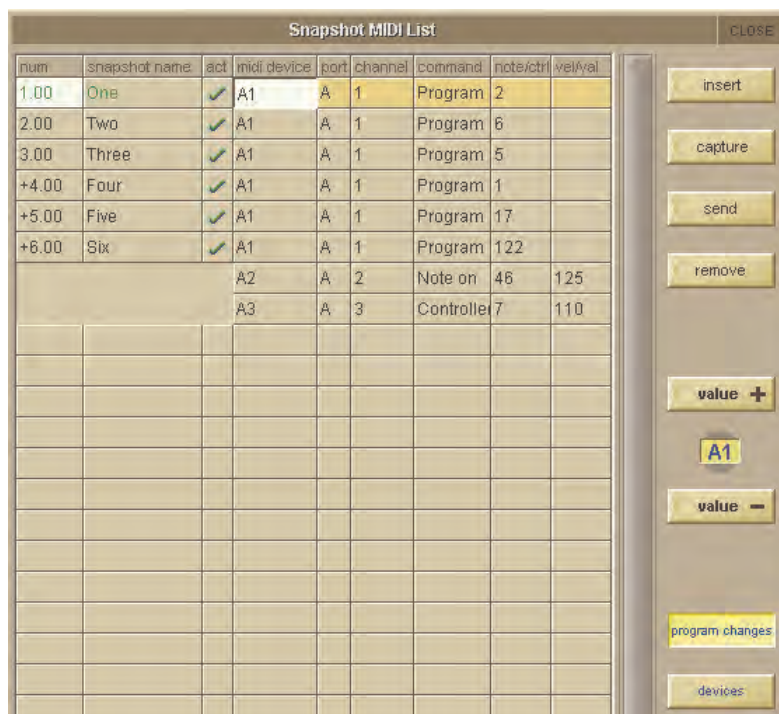 Snapshot MIDI List CLOSE
num snapshot name act midi device port channel command note/ctrl vel/val
1.00 One A1 A 1 Program 2
insert
2.00 Two A1 A 1 Program 6
3.00 Three A1 A 1 Program 5
capture
+4.00 Four A1 A 1 Program 1
+5.00 Five A1 A 1 Program 17
send
+6.00 Six A1 A 1 Program 122
A2 A 2 Note on 46 125
remove
A3 A 3 Controller 7 110
value +
A1
value −
program changes
devices